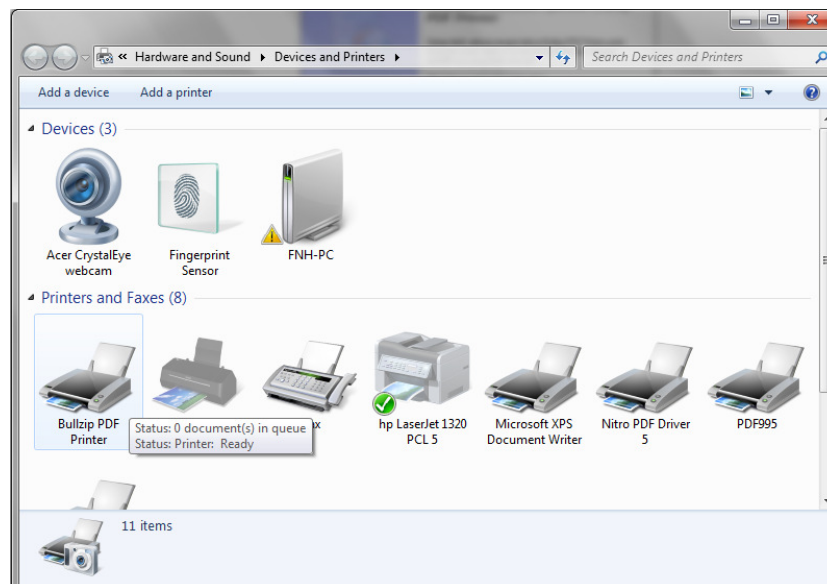 Hardware and Sound
Devices and Printers
Search Devices and Printers
Add a device
Add a printer
Devices (3)
Acer CrystalEye
webcam
Fingerprint
Sensor
FNH-PC
Printers and Faxes (8)
Bullzip PDF
Printer
Status: 0 document(s) in queue
Status: Printer: Ready
hp LaserJet 1320
PCL 5
Microsoft XPS
Document Writer
Nitro PDF Driver
5
PDF995
11 items